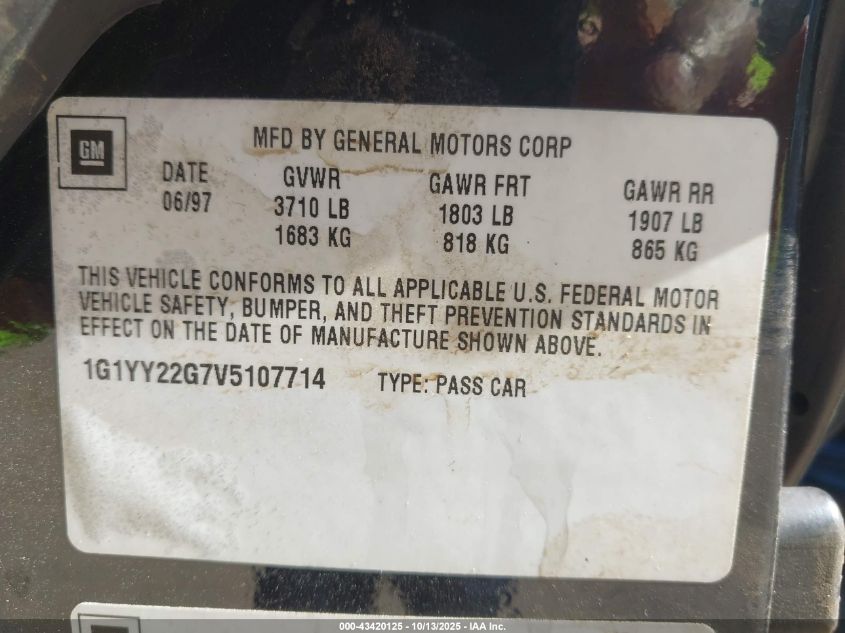 GM
MFD BY GENERAL MOTORS CORP
DATE GVWR GAWR FRT GAWR RR
06/97 3710 LB 1803 LB 1907 LB
1683 KG 818 KG 865 KG
THIS VEHICLE CONFORMS TO ALL APPLICABLE U.S. FEDERAL MOTOR
VEHICLE SAFETY, BUMPER, AND THEFT PREVENTION STANDARDS IN
EFFECT ON THE DATE OF MANUFACTURE SHOWN ABOVE.
1G1YY22G7V5107714 TYPE: PASS CAR
000-43420125 - 10/13/2025 - IAA Inc.